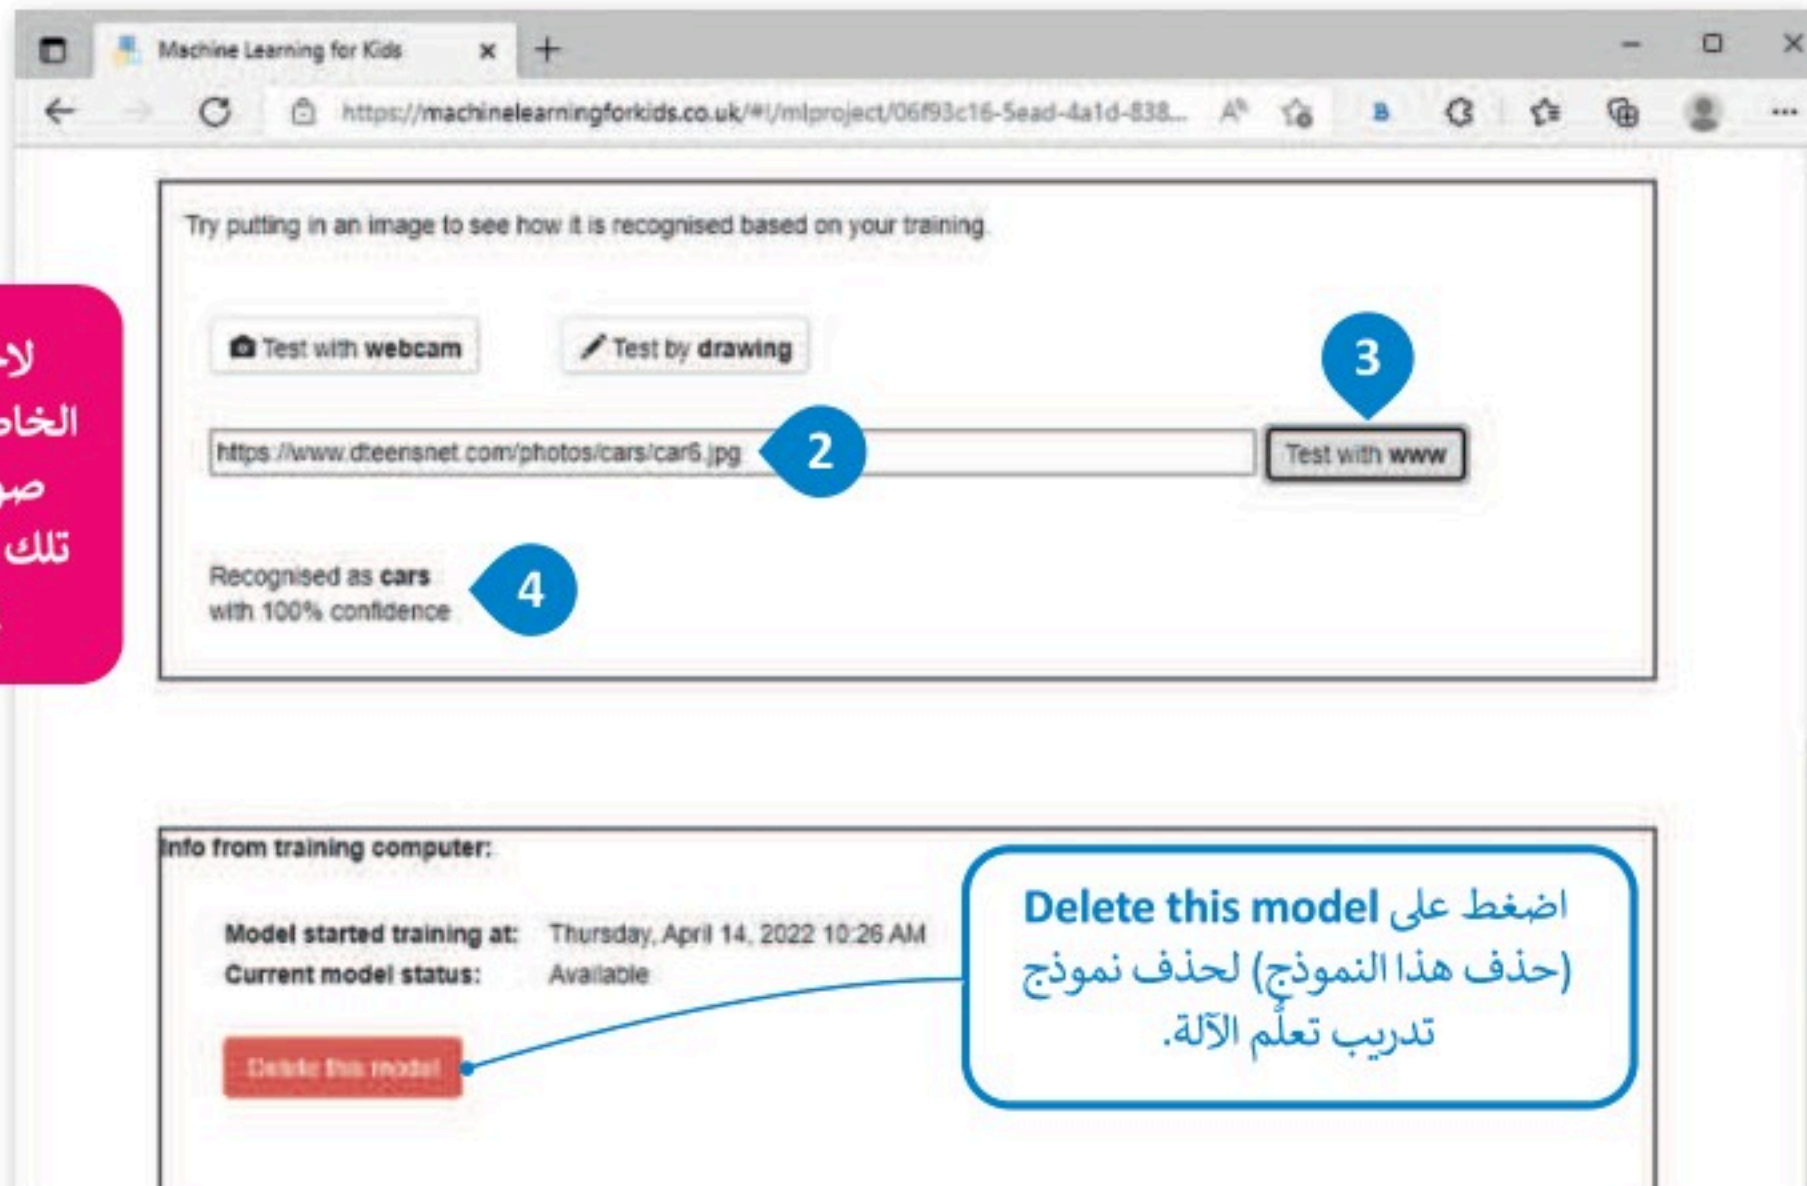 Machine Learning for Kids
https://machinelearningforkids.co.uk/#!/mlproject/06f93c16-5ead-4a1d-838...
Try putting in an image to see how it is recognised based on your training.
Test with webcam
Test by drawing
3
https://www.dteensnet.com/photos/cars/car6.jpg
2
Test with www
Recognised as cars
with 100% confidence
4
تلك
Info from training computer:
Model started training at: Thursday, April 14, 2022 10:26 AM
Current model status: Available
Delete this model
اضغط على Delete this model
(حذف هذا النموذج) لحذف نموذج
تدريب تعلُّم الآلة.